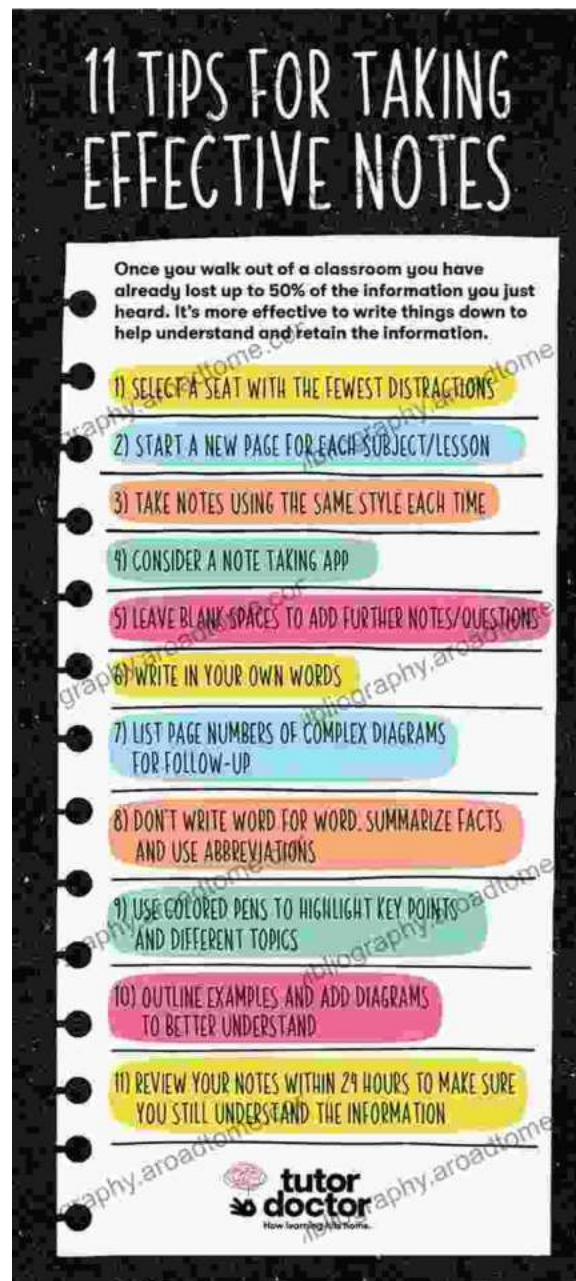 11 TIPS FOR TAKING
EFFECTIVE NOTES
Once you walk out of a classroom you have
already lost up to 50% of the information you just
heard. It's more effective to write things down to
help understand and retain the information.
1) SELECT A SEAT WITH THE FEWEST DISTRACTIONS
2) START A NEW PAGE FOR EACH SUBJECT/LESSON
3) TAKE NOTES USING THE SAME STYLE EACH TIME
4) CONSIDER A NOTE TAKING APP
5) LEAVE BLANK SPACES TO ADD FURTHER NOTES/QUESTIONS
6) WRITE IN YOUR OWN WORDS
7) LIST PAGE NUMBERS OF COMPLEX DIAGRAMS
FOR FOLLOW-UP
8) DON'T WRITE WORD FOR WORD. SUMMARIZE FACTS
AND USE ABBREVIATIONS
9) USE COLORED PENS TO HIGHLIGHT KEY POINTS
AND DIFFERENT TOPICS
10) OUTLINE EXAMPLES AND ADD DIAGRAMS
TO BETTER UNDERSTAND
11) REVIEW YOUR NOTES WITHIN 24 HOURS TO MAKE SURE
YOU STILL UNDERSTAND THE INFORMATION
tutor
doctor
How learning hits home.